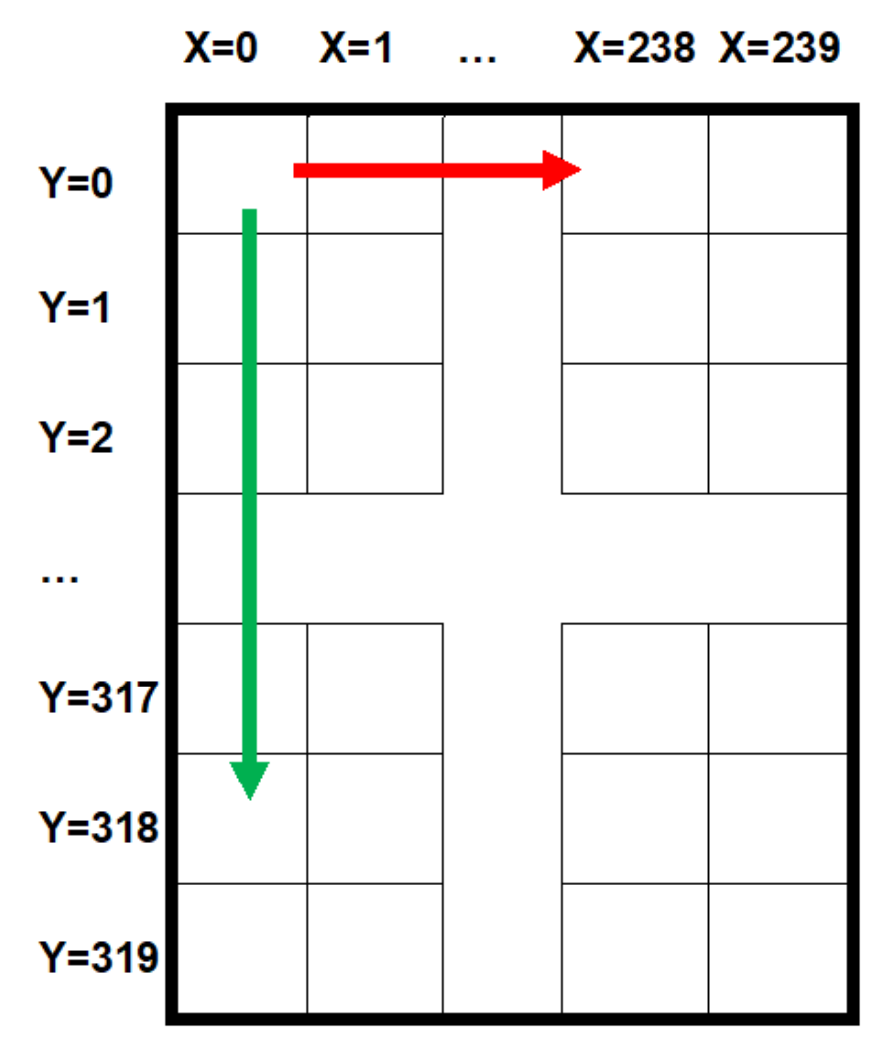 X=0 X=1 ... X=238 X=239
Y=0
Y=1
Y=2
...
Y=317
Y=318
Y=319